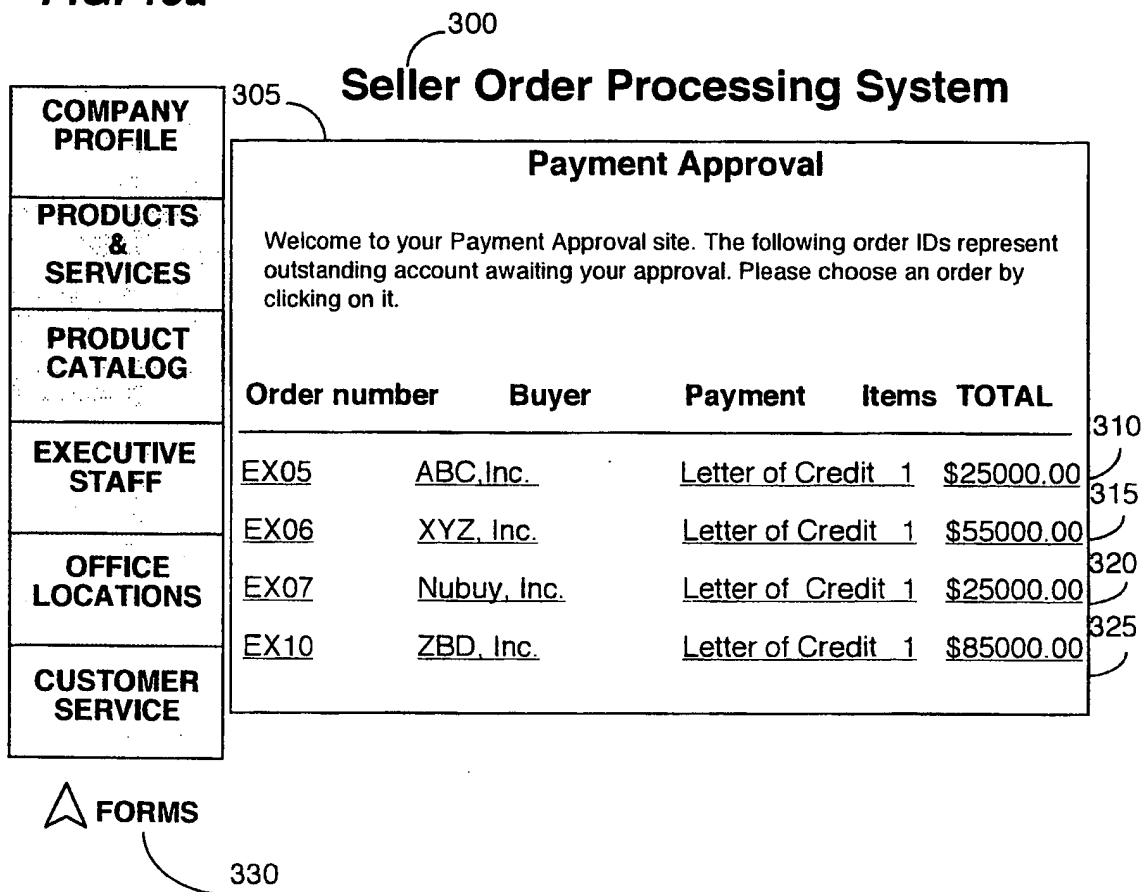 300
Seller Order Processing System
305
COMPANY
PROFILE
PRODUCTS
&
SERVICES
PRODUCT
CATALOG
EXECUTIVE
STAFF
OFFICE
LOCATIONS
CUSTOMER
SERVICE
Payment Approval
Welcome to your Payment Approval site. The following order IDs represent
outstanding account awaiting your approval. Please choose an order by
clicking on it.
Order number Buyer Payment Items TOTAL
310
EX05 ABC,Inc. Letter of Credit 1 $25000.00
315
EX06 XYZ, Inc. Letter of Credit 1 $55000.00
320
EX07 Nubuy, Inc. Letter of Credit 1 $25000.00
325
EX10 ZBD, Inc. Letter of Credit 1 $85000.00
FORMS
330